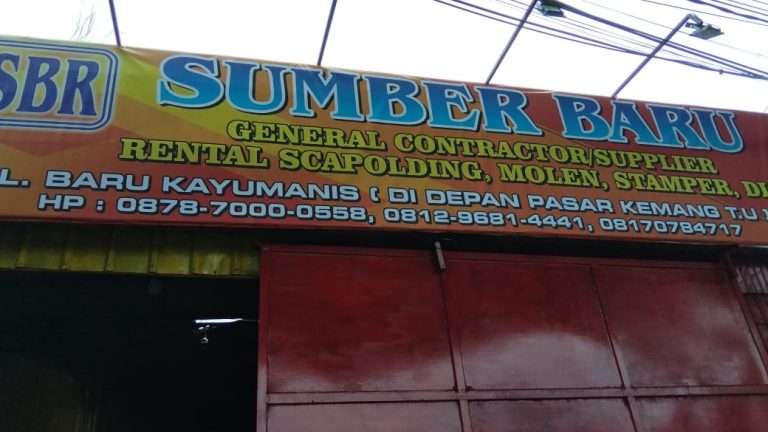 SBR
SUMBER BARU
GENERAL CONTRACTOR/SUPPLIER
RENTAL SCAPOLDING, MOLEN, STAMPER,
L. BARU KAYUMANIS ( DI DEPAN PASAR KEMANG T.U )
HP : 0878-7000-0558, 0812-9681-4441, 08170784717